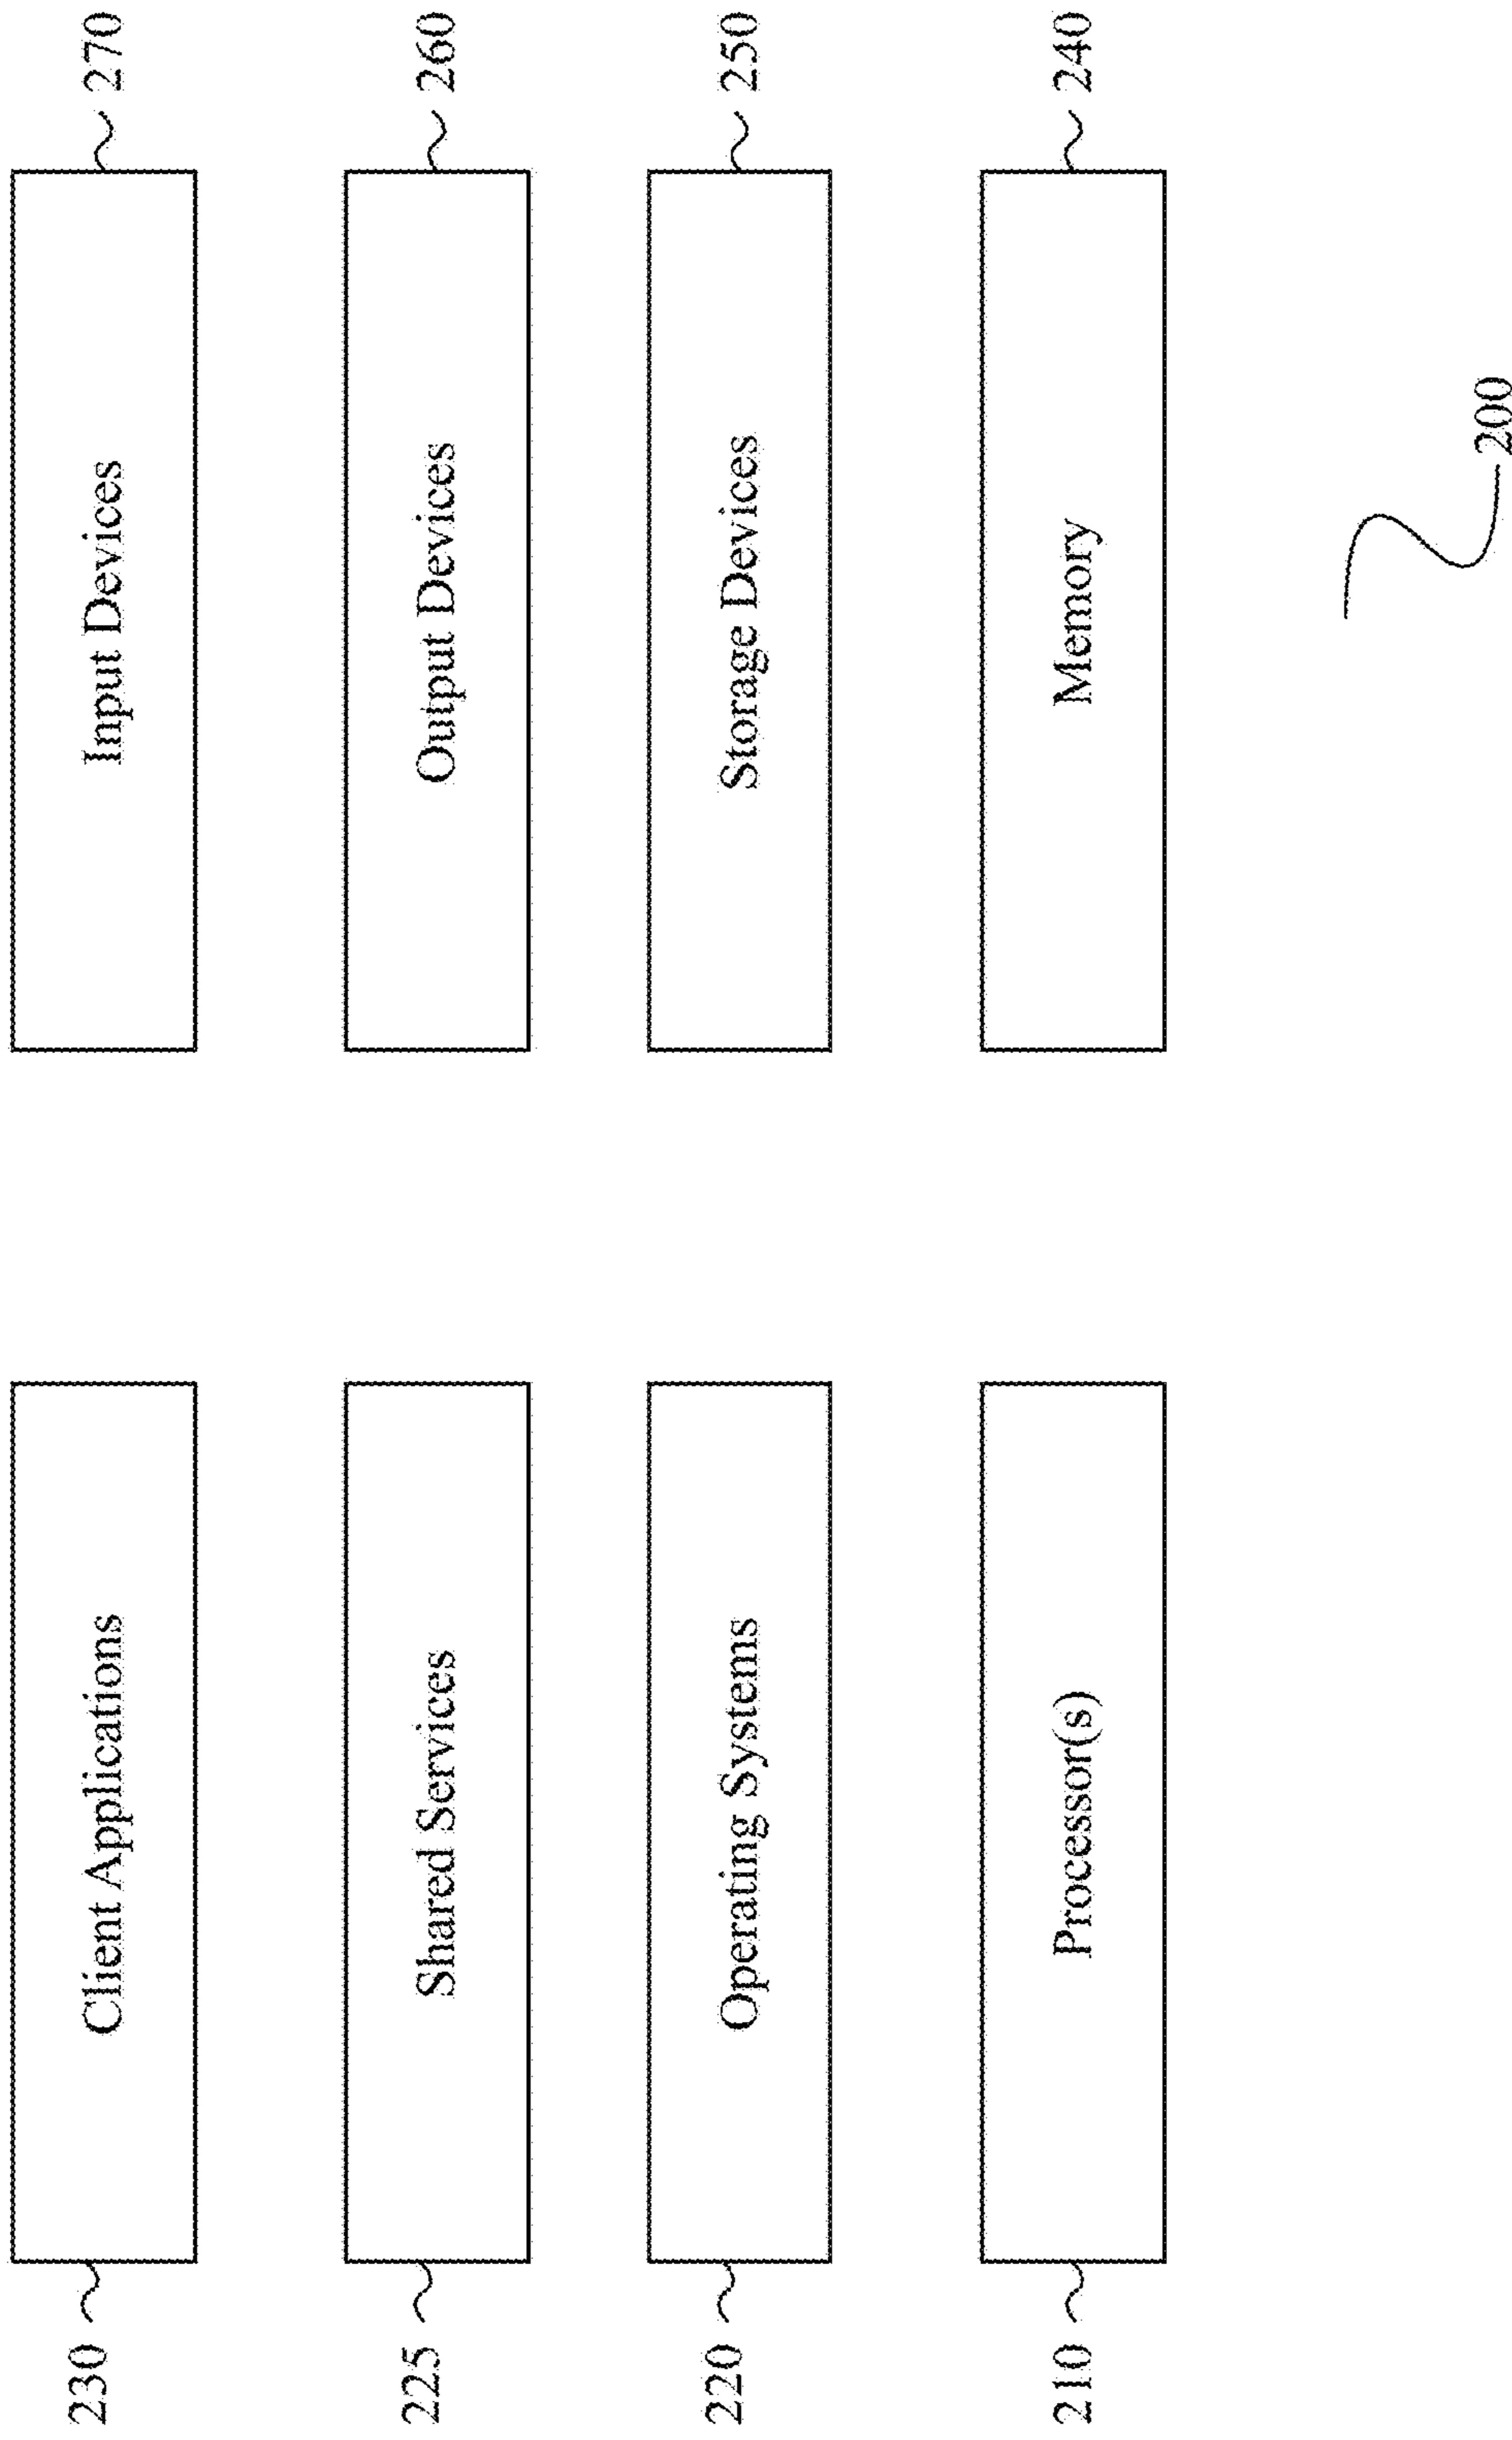 230
Client Applications
Input Devices
270
225
Shared Services
Output Devices
260
220
Operating Systems
Storage Devices
250
210
Processor(s)
Memory
240
200